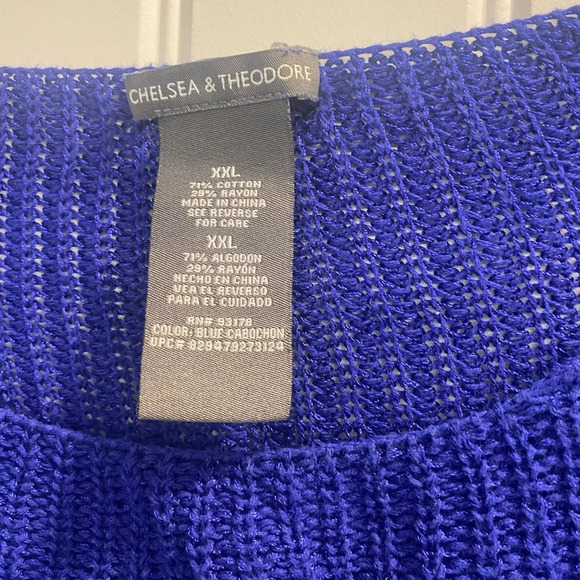 CHELSEA & THEODORE
XXL
71% COTTON
29% RAYON
MADE IN CHINA
SEE REVERSE
FOR CARE
XXL
71% ALGODON
29% RAYÓN
HECHO EN CHINA
VEA EL REVERSO
PARA EL CUIDADO
RN# 93178
COLOR: BLUE CABOCHON
UPC# 829479273124